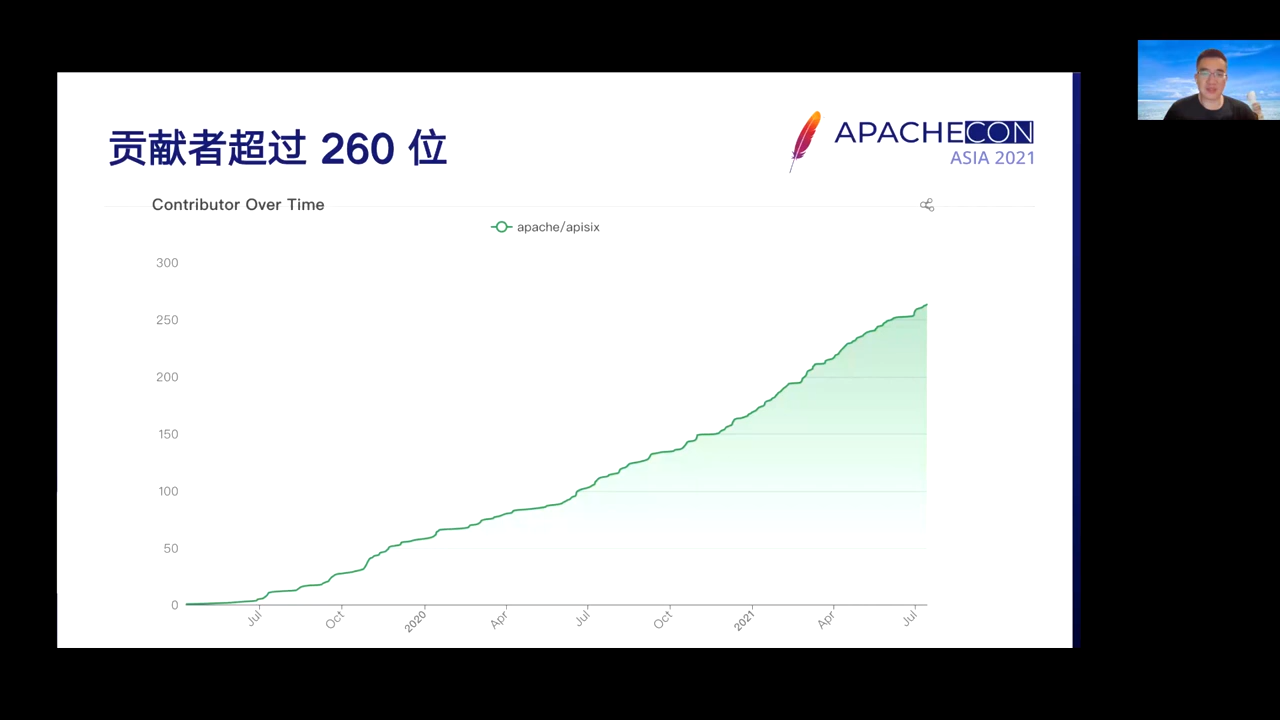 贡献者超过 260 位
APACHECON
ASIA 2021
Contributor Over Time
apache/apisix
300
250
200
150
100
50
0
Jul
Oct
2020
Apr
Jul
Oct
2021
Apr
Jul